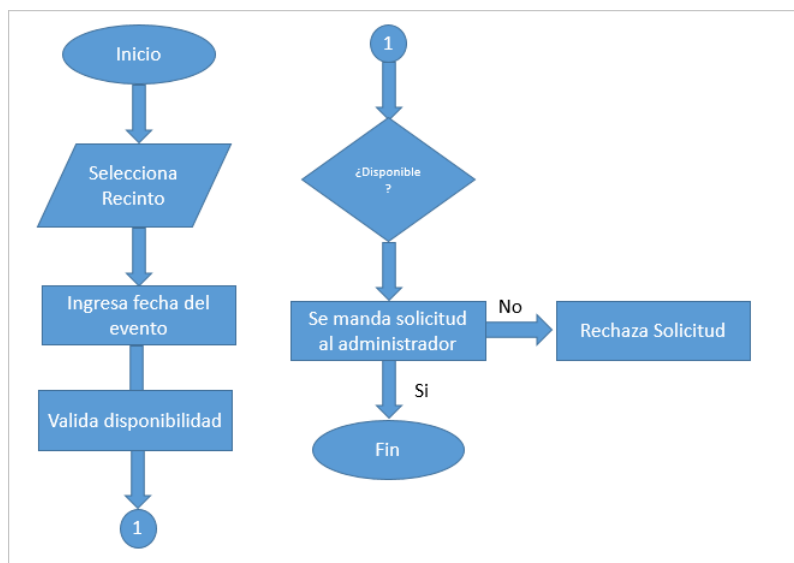 Inicio
Selecciona
Recinto
Ingresa fecha del
evento
Valida disponibilidad
1
1
¿Disponible
?
Se manda solicitud
al administrador
No
Rechaza Solicitud
Si
Fin